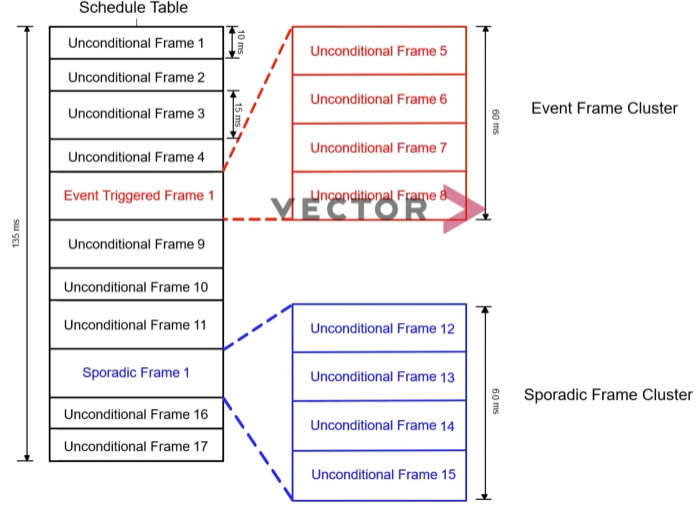 Schedule Table
Unconditional Frame 1
10 ms
Unconditional Frame 2
Unconditional Frame 3
15 ms
Unconditional Frame 4
Event Triggered Frame 1
Unconditional Frame 9
Unconditional Frame 10
Unconditional Frame 11
Sporadic Frame 1
Unconditional Frame 16
Unconditional Frame 17
135 ms
Unconditional Frame 5
Unconditional Frame 6
Unconditional Frame 7
Unconditional Frame 8
60 ms
Event Frame Cluster
VECTOR
Unconditional Frame 12
Unconditional Frame 13
Unconditional Frame 14
Unconditional Frame 15
60 ms
Sporadic Frame Cluster